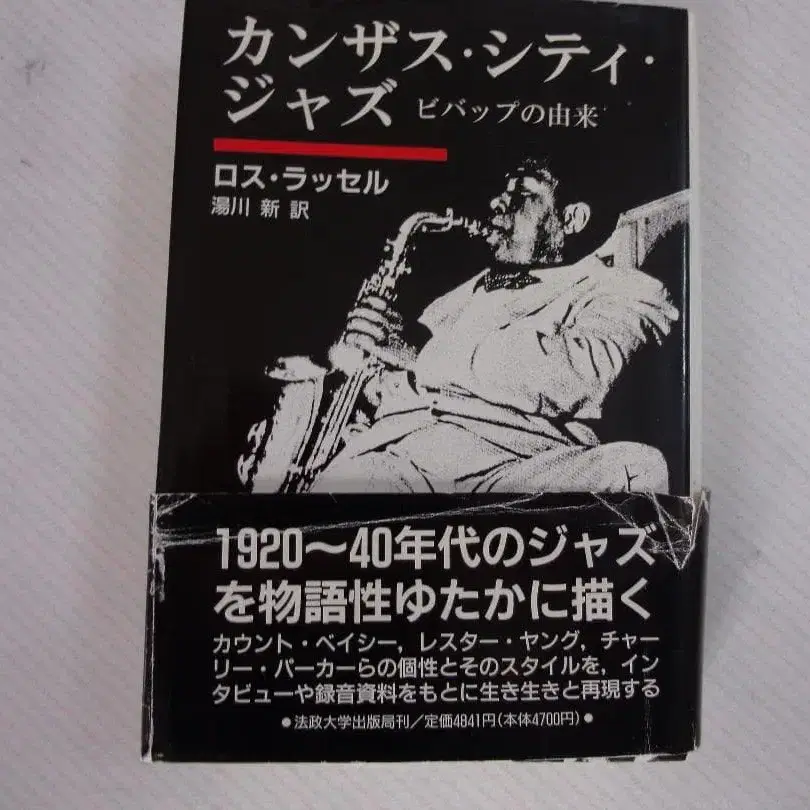 カンザス・シティ・
ジャズ ビバップの由来
ロス・ラッセル
湯川 新 訳
1920〜40年代のジャズ
を物語性ゆたかに描く
カウント・ベイシー，レスター・ヤング，チャー
リー・パーカーらの個性とそのスタイルを，イン
タビューや録音資料をもとに生き生きと再現する
●法政大学出版局刊／定価4841円(本体4700円)●